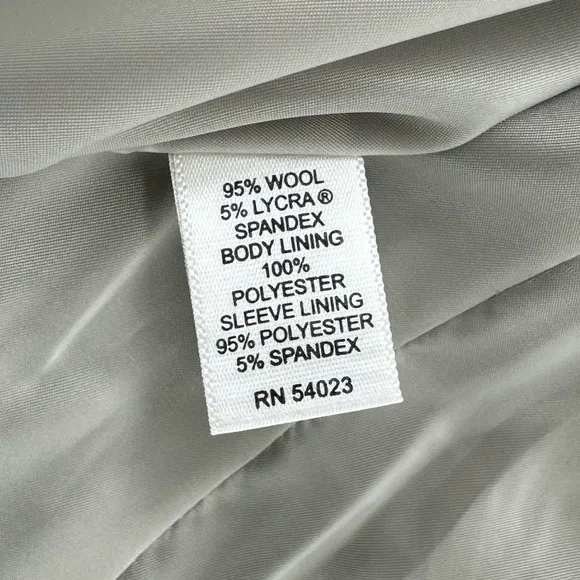 95% WOOL
5% LYCRA®
SPANDEX
BODY LINING
100%
POLYESTER
SLEEVE LINING
95% POLYESTER
5% SPANDEX
RN 54023